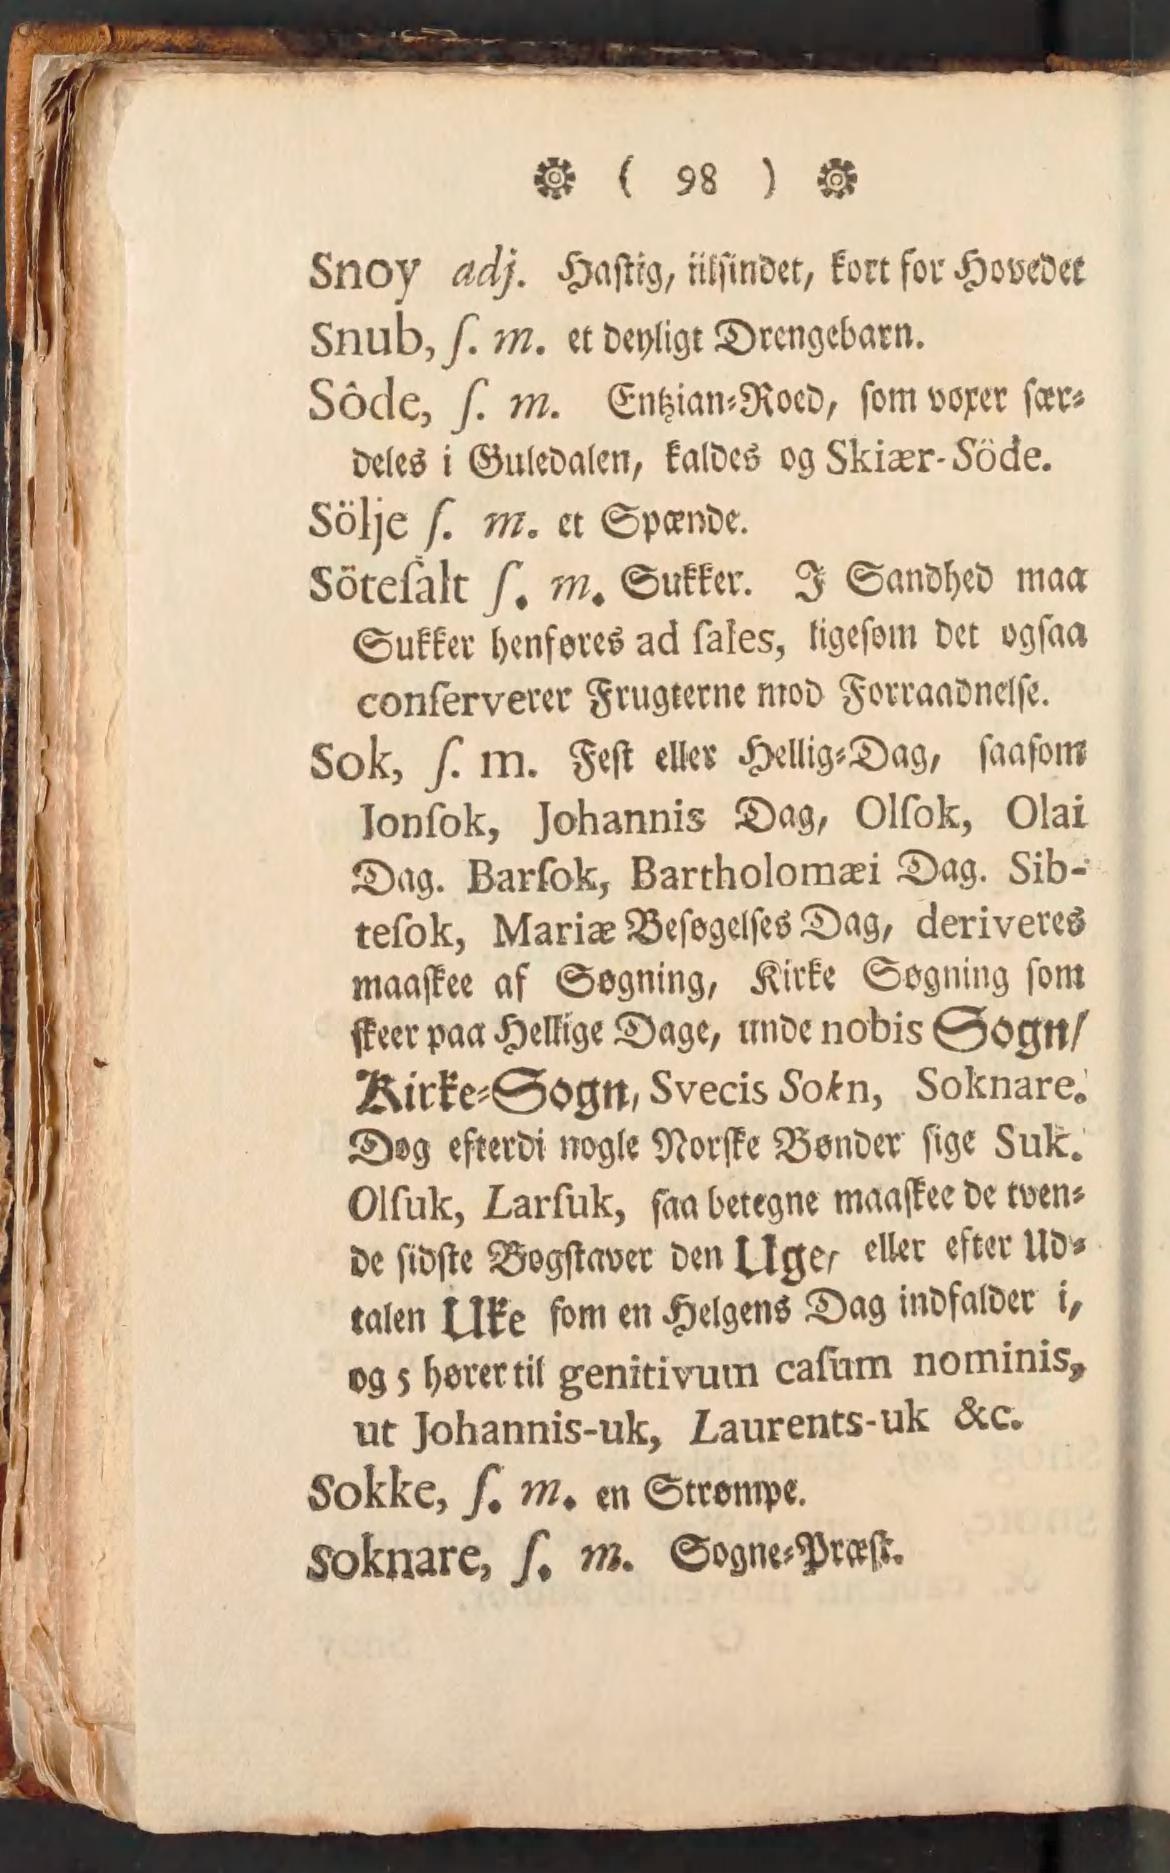 ( 98 )
Snoy adj. Hastig, iilsindet, kort for Hovedet
Snub, ſ. m. et deyligt Drengebarn.
Sôde, ſ. m. Entzian-Roed, som voxer sær-
deles i Guledalen, kaldes og Skiær-Söde.
Sölje ſ. m. et Spænde.
Söteſalt ſ. m. Sukker. I Sandhed maa
Sukker henføres ad ſales, ligesom det ogsaa
conſerverer Frugterne mod Forraadnelse.
Sok, ſ. m. Fest eller Hellig-Dag, saasom
Jonſok, Johannis Dag, Olſok, Olai
Dag. Barſok, Bartholomæi Dag. Sib-
teſok, Mariæ Besøgelses Dag, deriveres
maaskee af Søgning, Kirke Søgning som
skeer paa Hellige Dage, unde nobis Sogn/
Kirke-Sogn, Svecis Sokn, Soknare.
Dog efterdi nogle Norske Bønder sige Suk.
Olſuk, Larſuk, saa betegne maaskee de tven-
de sidste Bogstaver den Uge, eller efter Ud-
talen Uke som en Helgens Dag indfalder i,
og s hører til genitivum caſum nominis,
ut Johannis-uk, Laurents-uk &c.
Sokke, ſ. m. en Strømpe.
Soknare, ſ. m. Sogne-Præst.